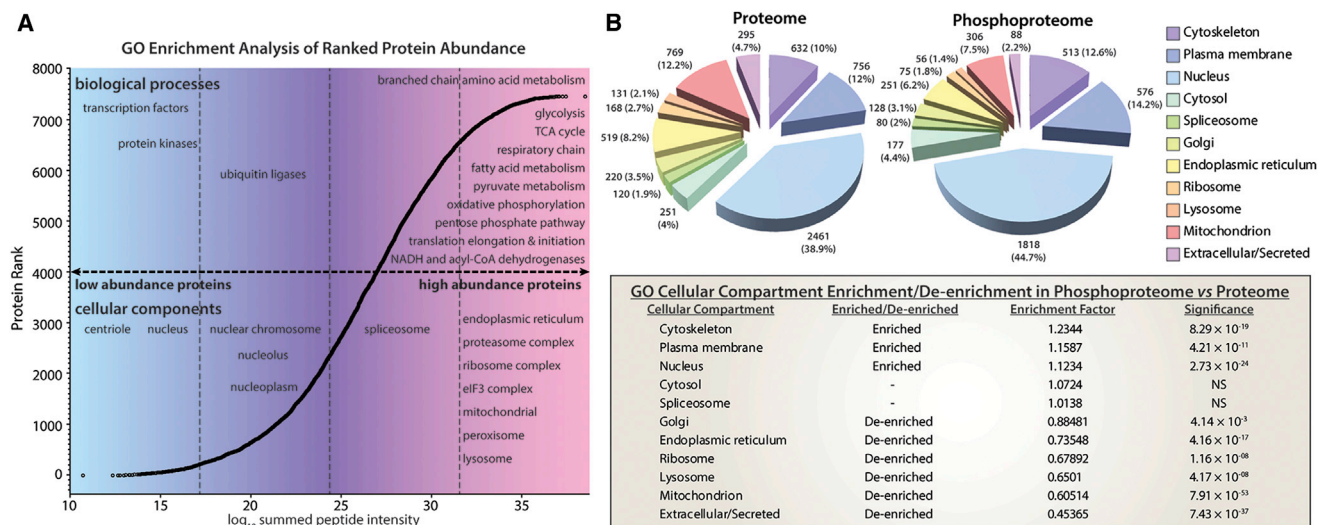 A
GO Enrichment Analysis of Ranked Protein Abundance
Protein Rank
8000
7000
6000
5000
4000
3000
2000
1000
0
biological processes
transcription factors
protein kinases
ubiquitin ligases
branched chain amino acid metabolism
glycolysis
TCA cycle
respiratory chain
fatty acid metabolism
pyruvate metabolism
oxidative phosphorylation
pentose phosphate pathway
translation elongation & initiation
NADH and acyl-CoA dehydrogenases
low abundance proteins
high abundance proteins
cellular components
centriole
nucleus
nuclear chromosome
nucleolus
nucleoplasm
spliceosome
endoplasmic reticulum
proteasome complex
ribosome complex
eIF3 complex
mitochondrial
peroxisome
lysosome
10 15 20 25 30 35
summed peptide intensity
B
Proteome
295
(4.7%)
632 (10%)
756
(12%)
2461
(38.9%)
251
(4%)
120 (1.9%)
220 (3.5%)
519 (8.2%)
168 (2.7%)
131 (2.1%)
769
(12.2%)
Phosphoproteome
88
(2.2%)
513 (12.6%)
576
(14.2%)
1818
(44.7%)
177
(4.4%)
80 (2%)
128 (3.1%)
251 (6.2%)
75 (1.8%)
56 (1.4%)
306
(7.5%)
Cytoskeleton
Plasma membrane
Nucleus
Cytosol
Spliceosome
Golgi
Endoplasmic reticulum
Ribosome
Lysosome
Mitochondrion
Extracellular/Secreted
GO Cellular Compartment Enrichment/De-enrichment in Phosphoproteome vs Proteome
Cellular Compartment Enriched/De-enriched Enrichment Factor Significance
Cytoskeleton Enriched 1.2344 8.29 × 10⁻¹⁹
Plasma membrane Enriched 1.1587 4.21 × 10⁻¹¹
Nucleus Enriched 1.1234 2.73 × 10⁻²⁴
Cytosol - 1.0724 NS
Spliceosome - 1.0138 NS
Golgi De-enriched 0.88481 4.14 × 10⁻³
Endoplasmic reticulum De-enriched 0.73548 4.16 × 10⁻¹⁷
Ribosome De-enriched 0.67892 1.16 × 10⁻⁰⁸
Lysosome De-enriched 0.6501 4.17 × 10⁻⁰⁸
Mitochondrion De-enriched 0.60514 7.91 × 10⁻⁵³
Extracellular/Secreted De-enriched 0.45365 7.43 × 10⁻³⁷